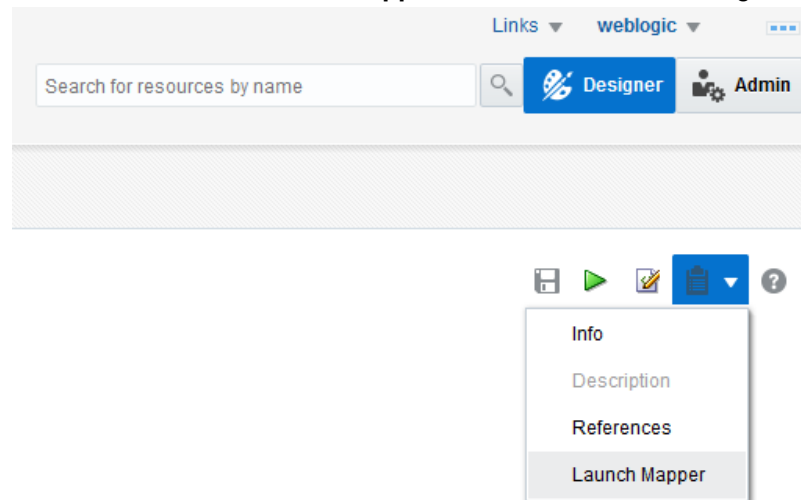 Links weblogic
Search for resources by name
Designer
Admin
Info
Description
References
Launch Mapper